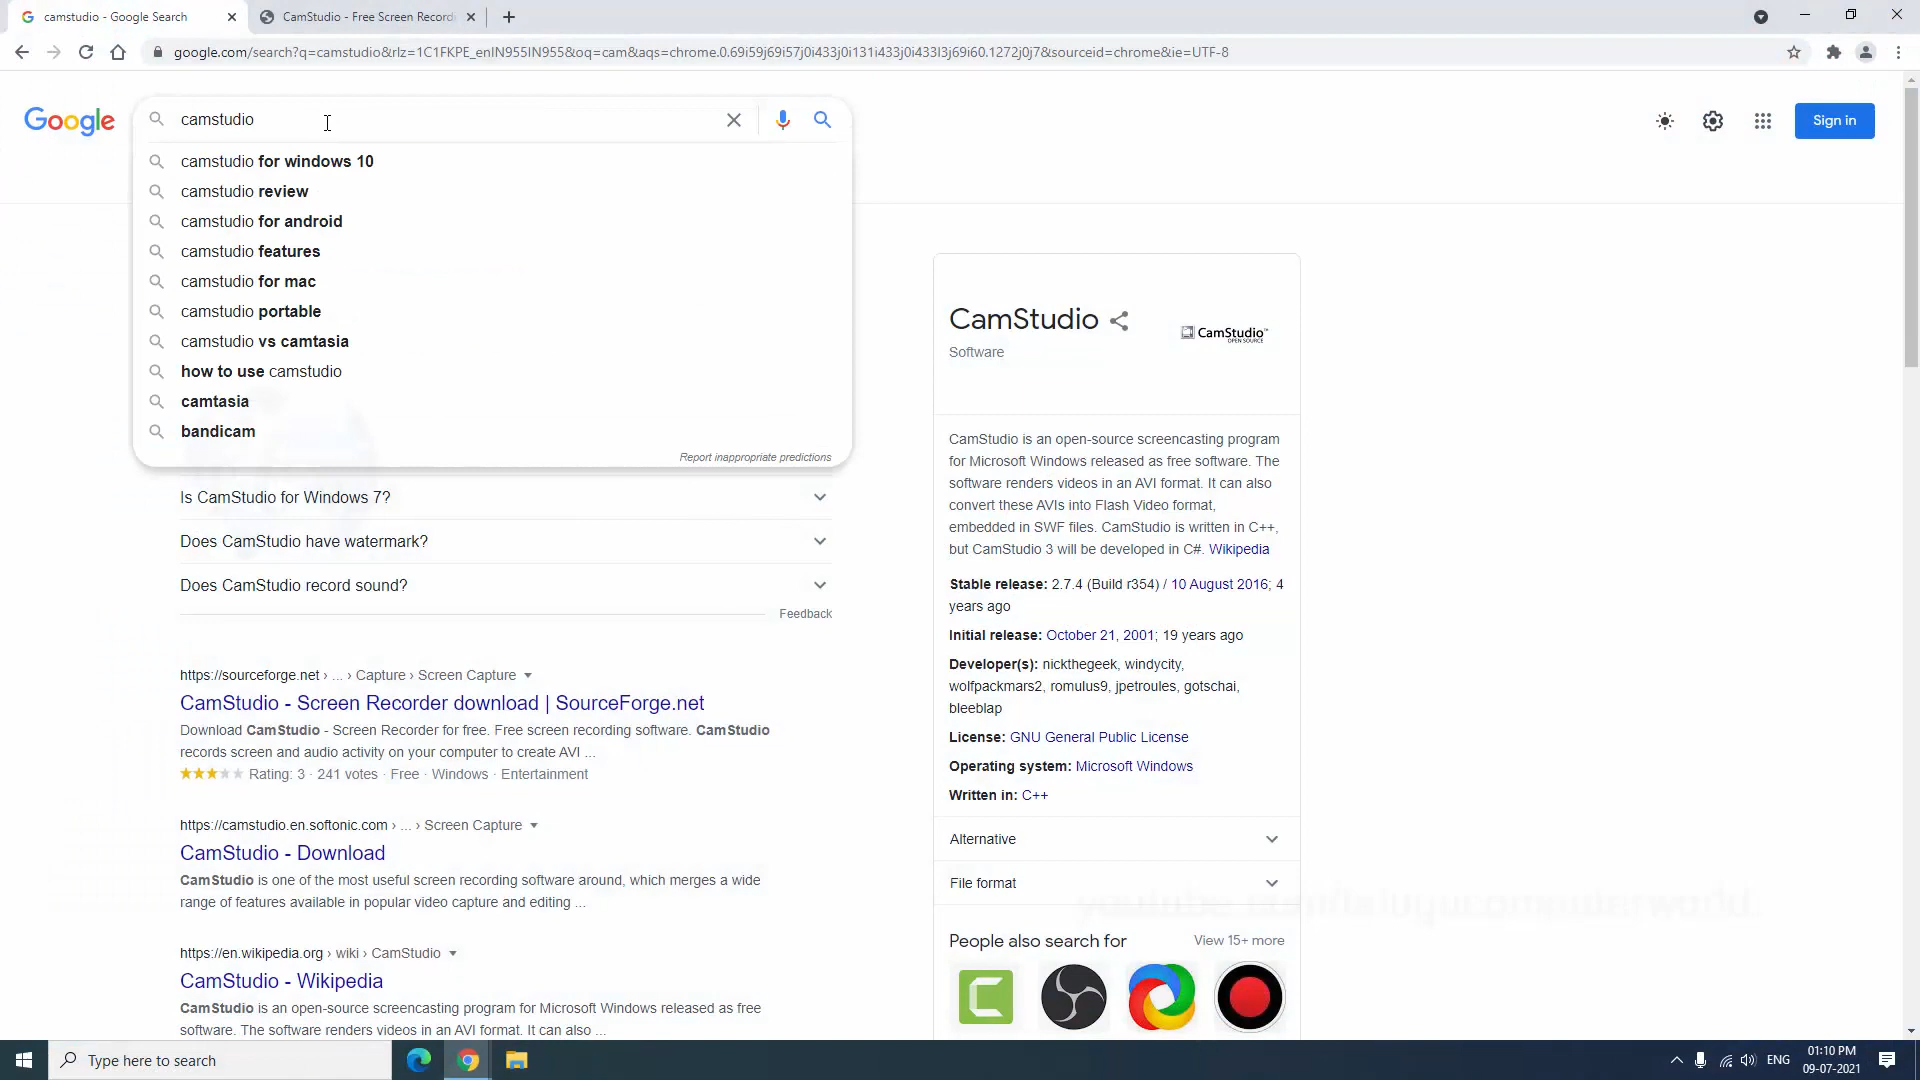 camstudio - Google Search
CamStudio - Free Screen Record
google.com/search?q=camstudio&rlz=1C1FKPE_enIN955IN955&oq=cam&aqs=chrome.0.69i59j69i57j0i433j0i131i433j0i433l3j69i60.1272j0j7&sourceid=chrome&ie=UTF-8
Google
camstudio
Sign in
camstudio for windows 10
camstudio review
camstudio for android
camstudio features
camstudio for mac
camstudio portable
camstudio vs camtasia
how to use camstudio
camtasia
bandicam
Report inappropriate predictions
Is CamStudio for Windows 7?
Does CamStudio have watermark?
Does CamStudio record sound?
Feedback
https://sourceforge.net › ... › Capture › Screen Capture
CamStudio - Screen Recorder download | SourceForge.net
Download CamStudio - Screen Recorder for free. Free screen recording software. CamStudio
records screen and audio activity on your computer to create AVI ...
Rating: 3 · 241 votes · Free · Windows · Entertainment
https://camstudio.en.softonic.com › ... › Screen Capture
CamStudio - Download
CamStudio is one of the most useful screen recording software around, which merges a wide
range of features available in popular video capture and editing ...
https://en.wikipedia.org › wiki › CamStudio
CamStudio - Wikipedia
CamStudio is an open-source screencasting program for Microsoft Windows released as free
software. The software renders videos in an AVI format. It can also ...
CamStudio
Software
CamStudio™
OPEN SOURCE
CamStudio is an open-source screencasting program
for Microsoft Windows released as free software. The
software renders videos in an AVI format. It can also
convert these AVIs into Flash Video format,
embedded in SWF files. CamStudio is written in C++,
but CamStudio 3 will be developed in C#. Wikipedia
Stable release: 2.7.4 (Build r354) / 10 August 2016; 4
years ago
Initial release: October 21, 2001; 19 years ago
Developer(s): nickthegeek, windycity,
wolfpackmars2, romulus9, jpetroules, gotschai,
bleeblap
License: GNU General Public License
Operating system: Microsoft Windows
Written in: C++
Alternative
File format
youtube.com/telugucomputerworld
People also search for
View 15+ more
Type here to search
ENG
01:10 PM
09-07-2021